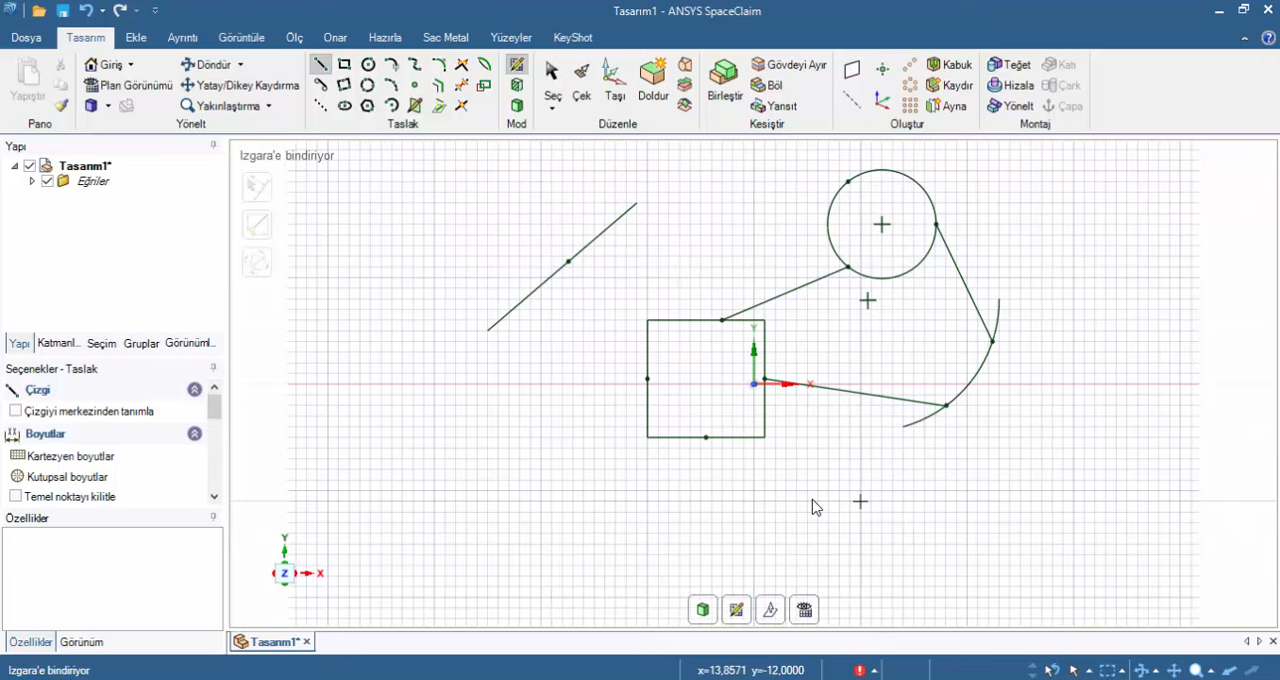 Tasarım1 - ANSYS SpaceClaim
Dosya Tasarım Ekle Ayrıntı Görüntüle Ölç Onar Hazırla Sac Metal Yüzeyler KeyShot
Giriş Döndür Gövdeyi Ayır Kabuk Teğet Katı
Plan Görünümü Yatay/Dikey Kaydırma Böl Kaydır Hizala Çark
Yapıştır Yakınlaştırma Seç Çek Taşı Doldur Birleştir Yansıt Ayna Yönelt Çapa
Pano Yönelt Taslak Mod Düzenle Kesiştir Oluştur Montaj
Yapı
Izgara'e bindiriyor
Tasarım1*
Eğriler
Yapı Katmanl... Seçim Gruplar Görünüml...
Seçenekler - Taslak
Çizgi
Çizgiyi merkezinden tanımla
Boyutlar
Kartezyen boyutlar
Kutupsal boyutlar
Temel noktayı kilitle
Özellikler
Y
X
Y
Z
X
Özellikler Görünüm
Tasarım1*
Izgara'e bindiriyor
x=13,8571 y=-12,0000